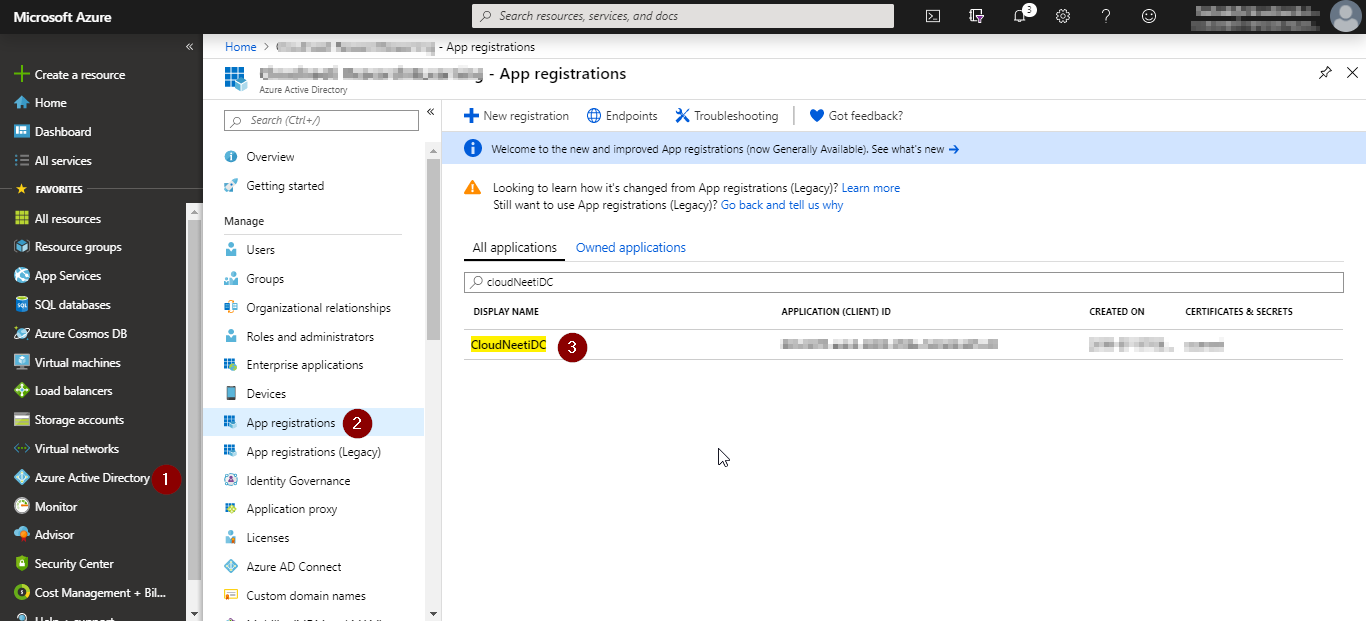 Microsoft Azure
Search resources, services, and docs
3
Create a resource
Home
Dashboard
All services
FAVORITES
All resources
Resource groups
App Services
SQL databases
Azure Cosmos DB
Virtual machines
Load balancers
Storage accounts
Virtual networks
Azure Active Directory 1
Monitor
Advisor
Security Center
Cost Management + Bil...
Help + support
Home > - App registrations
- App registrations
Azure Active Directory
Search (Ctrl+/)
Overview
Getting started
Manage
Users
Groups
Organizational relationships
Roles and administrators
Enterprise applications
Devices
App registrations 2
App registrations (Legacy)
Identity Governance
Application proxy
Licenses
Azure AD Connect
Custom domain names
New registration Endpoints Troubleshooting Got feedback?
Welcome to the new and improved App registrations (now Generally Available). See what's new →
Looking to learn how it's changed from App registrations (Legacy)? Learn more
Still want to use App registrations (Legacy)? Go back and tell us why
All applications Owned applications
cloudNeetiDC
DISPLAY NAME APPLICATION (CLIENT) ID CREATED ON CERTIFICATES & SECRETS
CloudNeetiDC 3